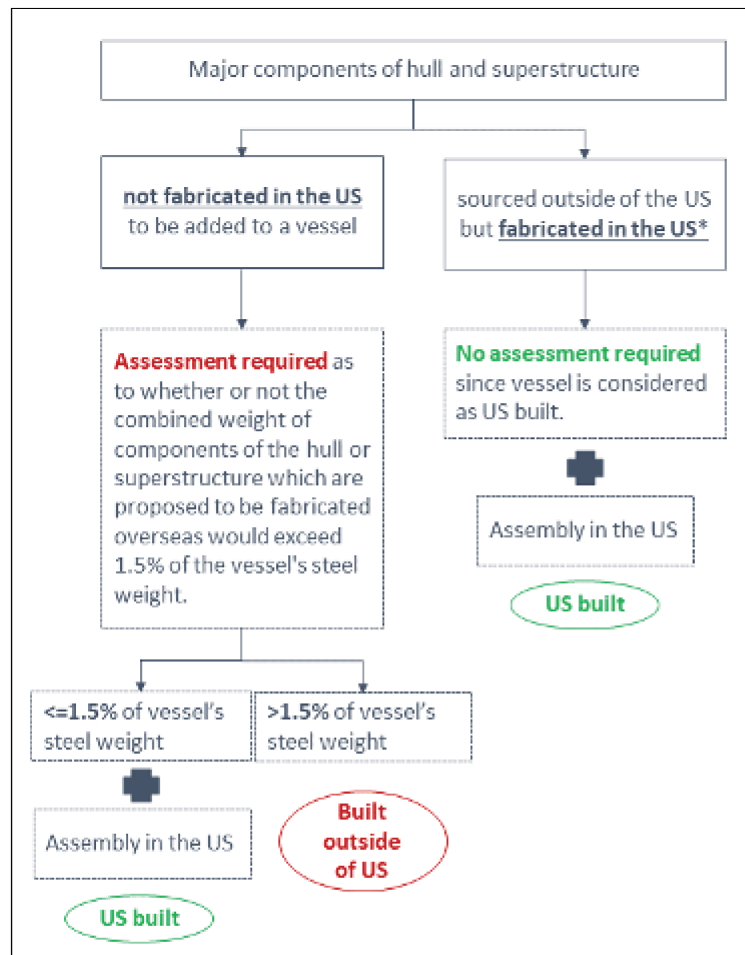 Major components of hull and superstructure
not fabricated in the US
to be added to a vessel
sourced outside of the US
but fabricated in the US*
Assessment required as
to whether or not the
combined weight of
components of the hull or
superstructure which are
proposed to be fabricated
overseas would exceed
1.5% of the vessel's steel
weight.
No assessment required
since vessel is considered
as US built.
Assembly in the US
US built
<=1.5% of vessel's
steel weight
>1.5% of vessel's
steel weight
Assembly in the US
US built
Built
outside
of US